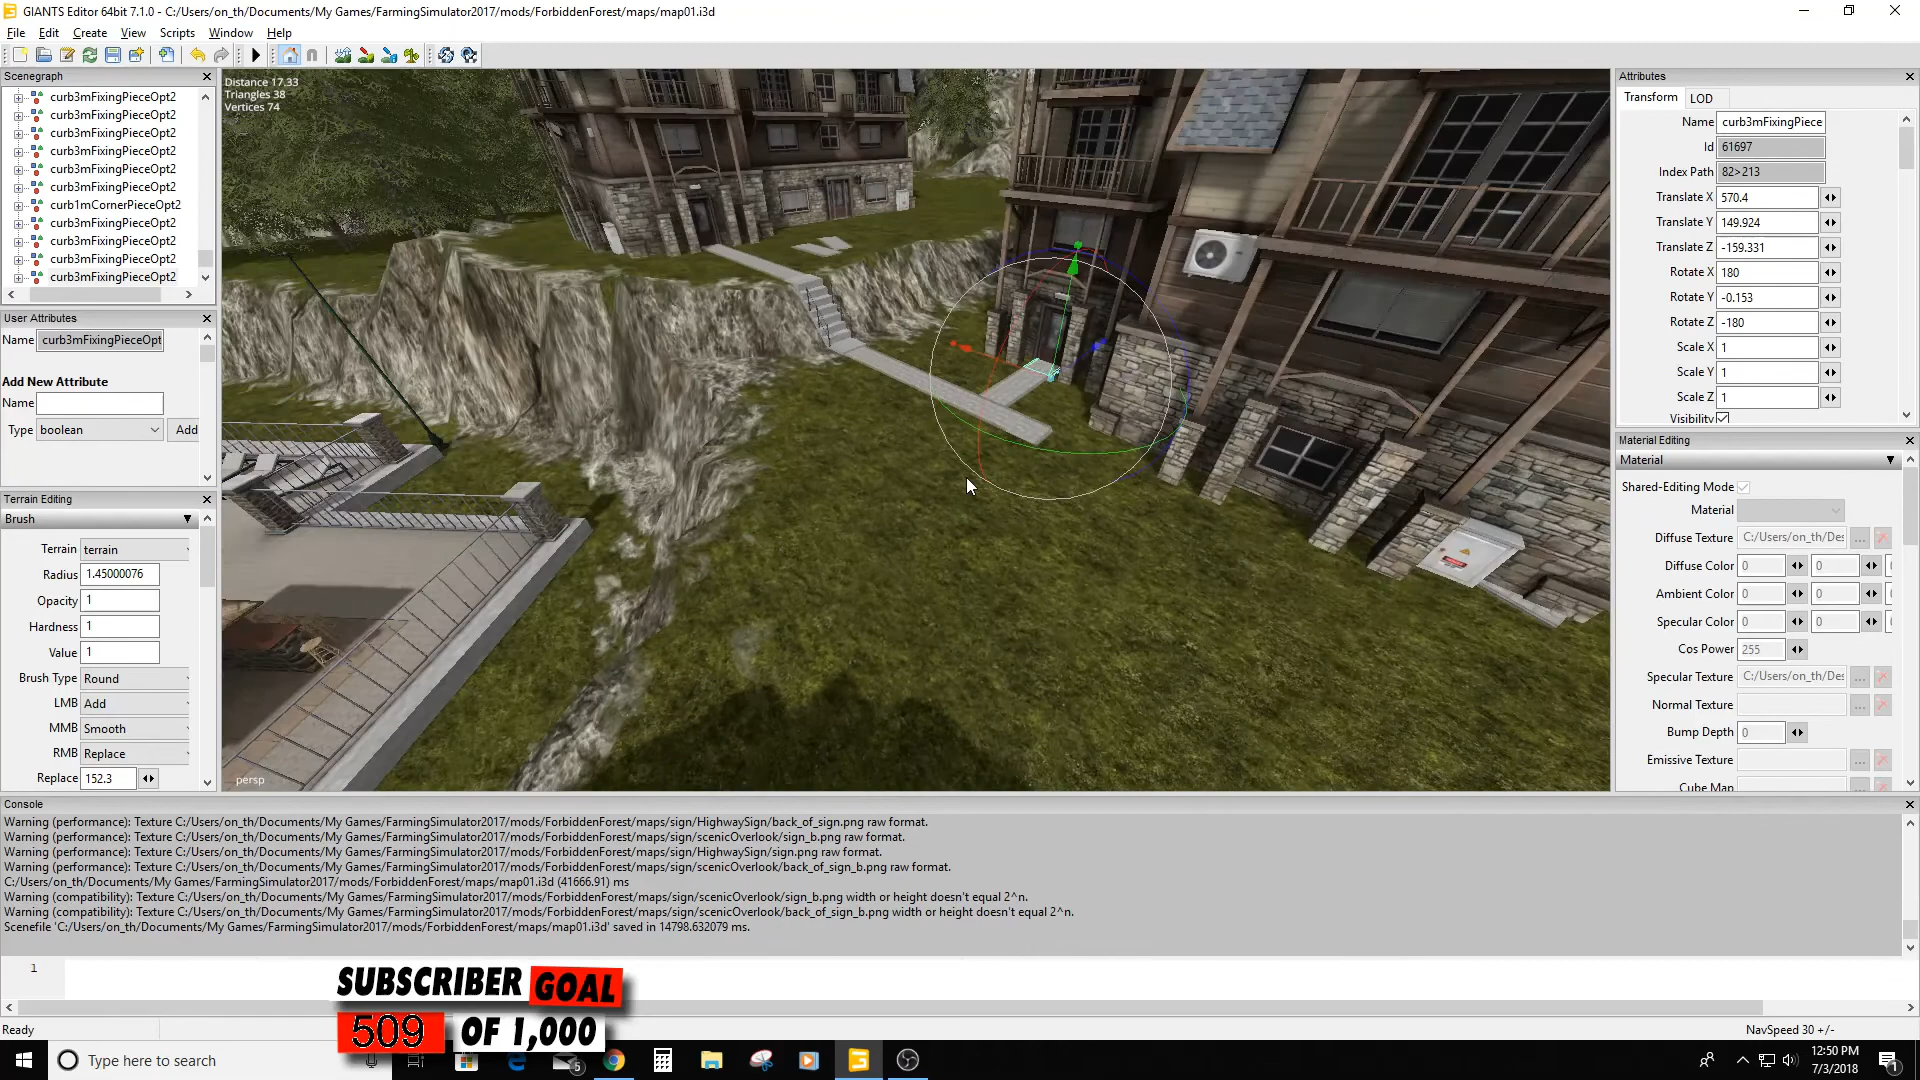 GIANTS Editor 64bit 7.1.0 - C:/Users/on_th/Documents/My Games/FarmingSimulator2017/mods/ForbiddenForest/maps/map01.i3d
File Edit Create View Scripts Window Help
Scenegraph
curb3mFixingPieceOpt2
curb3mFixingPieceOpt2
curb3mFixingPieceOpt2
curb3mFixingPieceOpt2
curb3mFixingPieceOpt2
curb3mFixingPieceOpt2
curb1mCornerPieceOpt2
curb3mFixingPieceOpt2
curb3mFixingPieceOpt2
curb3mFixingPieceOpt2
curb3mFixingPieceOpt2
User Attributes
Name curb3mFixingPieceOpt
Add New Attribute
Name
Type boolean Add
Terrain Editing
Brush
Terrain terrain
Radius 1.45000076
Opacity 1
Hardness 1
Value 1
Brush Type Round
LMB Add
MMB Smooth
RMB Replace
Replace 152.3
Distance 17.33
Triangles 38
Vertices 74
persp
Attributes
Transform LOD
Name curb3mFixingPiece
Id 61697
Index Path 82>213
Translate X 570.4
Translate Y 149.924
Translate Z -159.331
Rotate X 180
Rotate Y -0.153
Rotate Z -180
Scale X 1
Scale Y 1
Scale Z 1
Visibility
Material Editing
Material
Shared-Editing Mode
Material
Diffuse Texture C:/Users/on_th/Des ...
Diffuse Color 0 0
Ambient Color 0 0
Specular Color 0 0
Cos Power 255
Specular Texture C:/Users/on_th/Des ...
Normal Texture ...
Bump Depth 0
Emissive Texture ...
Cube Map
Console
Warning (performance): Texture C:/Users/on_th/Documents/My Games/FarmingSimulator2017/mods/ForbiddenForest/maps/sign/HighwaySign/back_of_sign.png raw format.
Warning (performance): Texture C:/Users/on_th/Documents/My Games/FarmingSimulator2017/mods/ForbiddenForest/maps/sign/scenicOverlook/sign_b.png raw format.
Warning (performance): Texture C:/Users/on_th/Documents/My Games/FarmingSimulator2017/mods/ForbiddenForest/maps/sign/HighwaySign/sign.png raw format.
Warning (performance): Texture C:/Users/on_th/Documents/My Games/FarmingSimulator2017/mods/ForbiddenForest/maps/sign/scenicOverlook/back_of_sign_b.png raw format.
C:/Users/on_th/Documents/My Games/FarmingSimulator2017/mods/ForbiddenForest/maps/map01.i3d (41666.91) ms
Warning (compatibility): Texture C:/Users/on_th/Documents/My Games/FarmingSimulator2017/mods/ForbiddenForest/maps/sign/scenicOverlook/sign_b.png width or height doesn't equal 2^n.
Warning (compatibility): Texture C:/Users/on_th/Documents/My Games/FarmingSimulator2017/mods/ForbiddenForest/maps/sign/scenicOverlook/back_of_sign_b.png width or height doesn't equal 2^n.
Scenefile 'C:/Users/on_th/Documents/My Games/FarmingSimulator2017/mods/ForbiddenForest/maps/map01.i3d' saved in 14798.632079 ms.
1
SUBSCRIBER GOAL
509 OF 1,000
Ready
NavSpeed 30 +/-
Type here to search
5
12:50 PM
7/3/2018
1